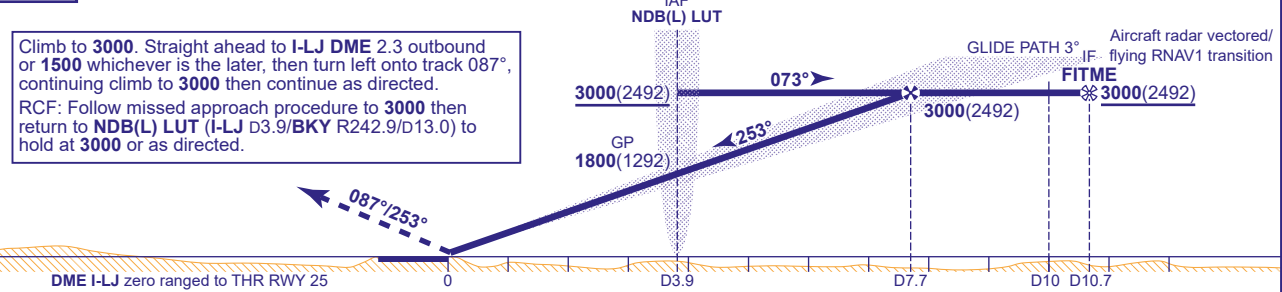 IAF
NDB(L) LUT
Climb to 3000. Straight ahead to I-LJ DME 2.3 outbound
or 1500 whichever is the later, then turn left onto track 087°,
continuing climb to 3000 then continue as directed.
RCF: Follow missed approach procedure to 3000 then
return to NDB(L) LUT (I-LJ D3.9/BKY R242.9/D13.0) to
hold at 3000 or as directed.
GLIDE PATH 3°
IF
Aircraft radar vectored/
flying RNAV1 transition
FITME
073°
3000(2492)
3000(2492)
3000(2492)
253°
GP
1800(1292)
087°/253°
DME I-LJ zero ranged to THR RWY 25
0
D3.9
D7.7
D10
D10.7